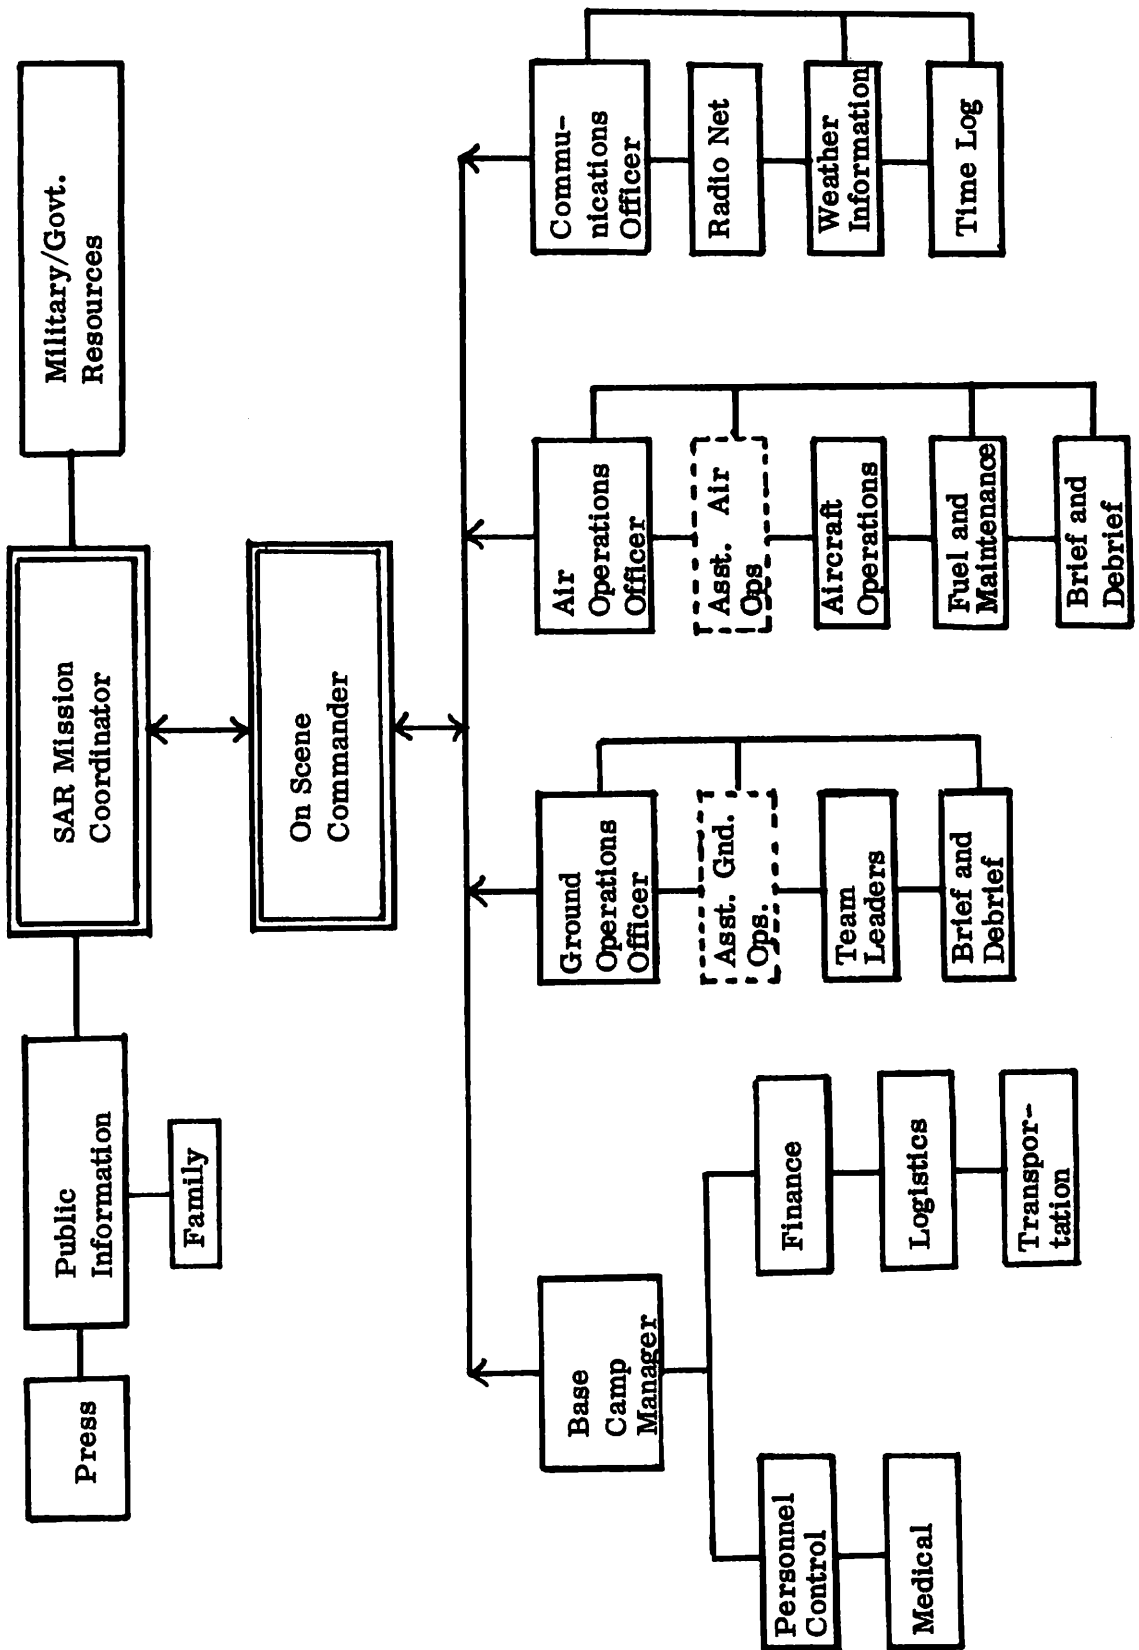 Press
Public
Information
Family
SAR Mission
Coordinator
Military/Govt.
Resources
On Scene
Commander
Base
Camp
Manager
Personnel
Control
Medical
Finance
Logistics
Transpor-
tation
Ground
Operations
Officer
Asst. Gnd.
Ops.
Team
Leaders
Brief and
Debrief
Air
Operations
Officer
Asst. Air
Ops
Aircraft
Operations
Fuel and
Maintenance
Brief and
Debrief
Commu-
nications
Officer
Radio Net
Weather
Information
Time Log